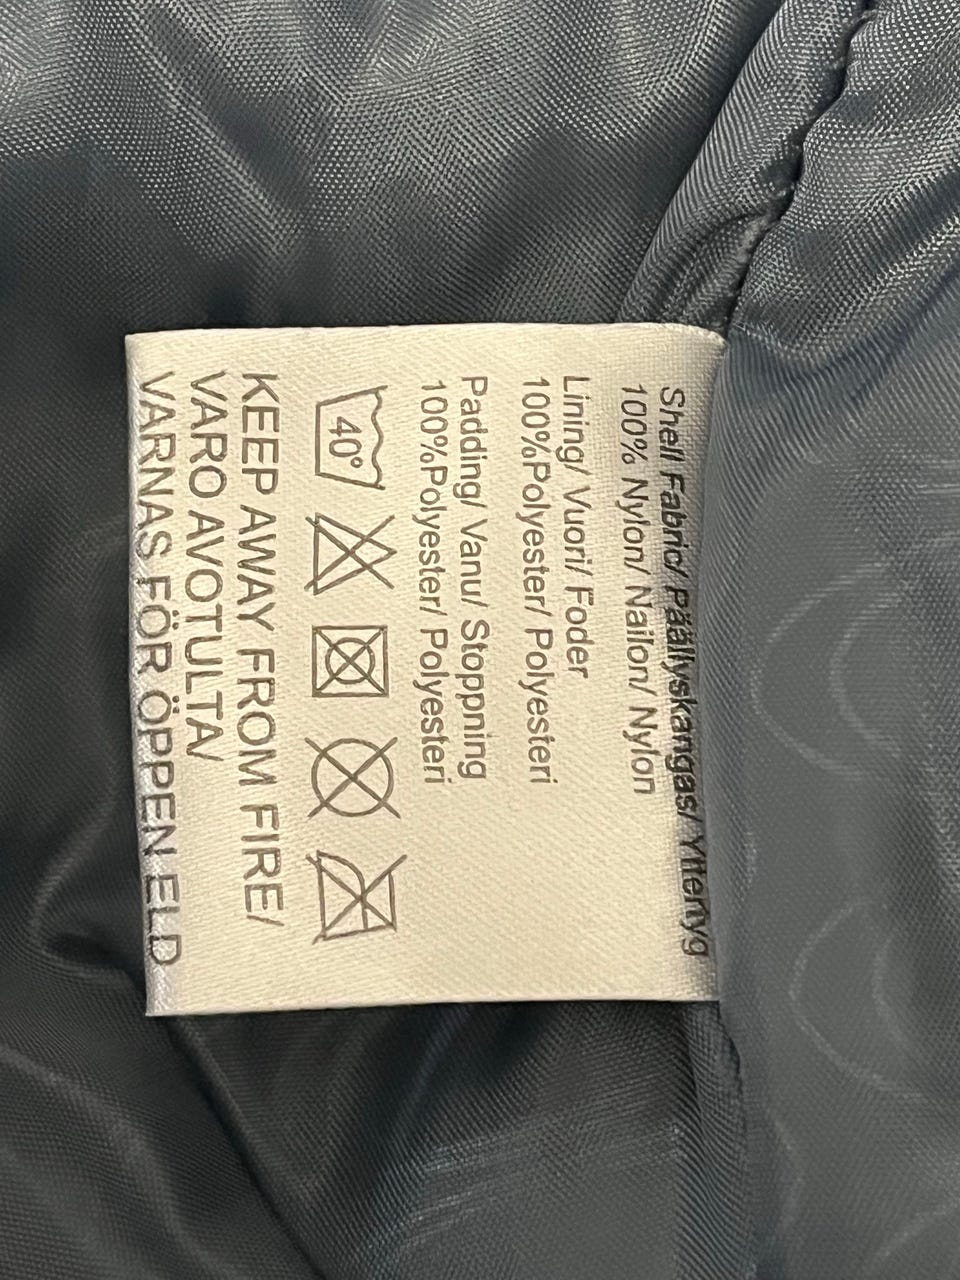 Shell Fabric/ Päällyskangas/ Yttertyg
100% Nylon/ Nailon/ Nylon
Lining/ Vuori/ Foder
100%Polyester/ Polyesteri
Padding/ Vanu/ Stoppning
100%Polyester/ Polyesteri
40°
KEEP AWAY FROM FIRE/
VARO AVOTULTA/
VARNAS FÖR ÖPPEN ELD